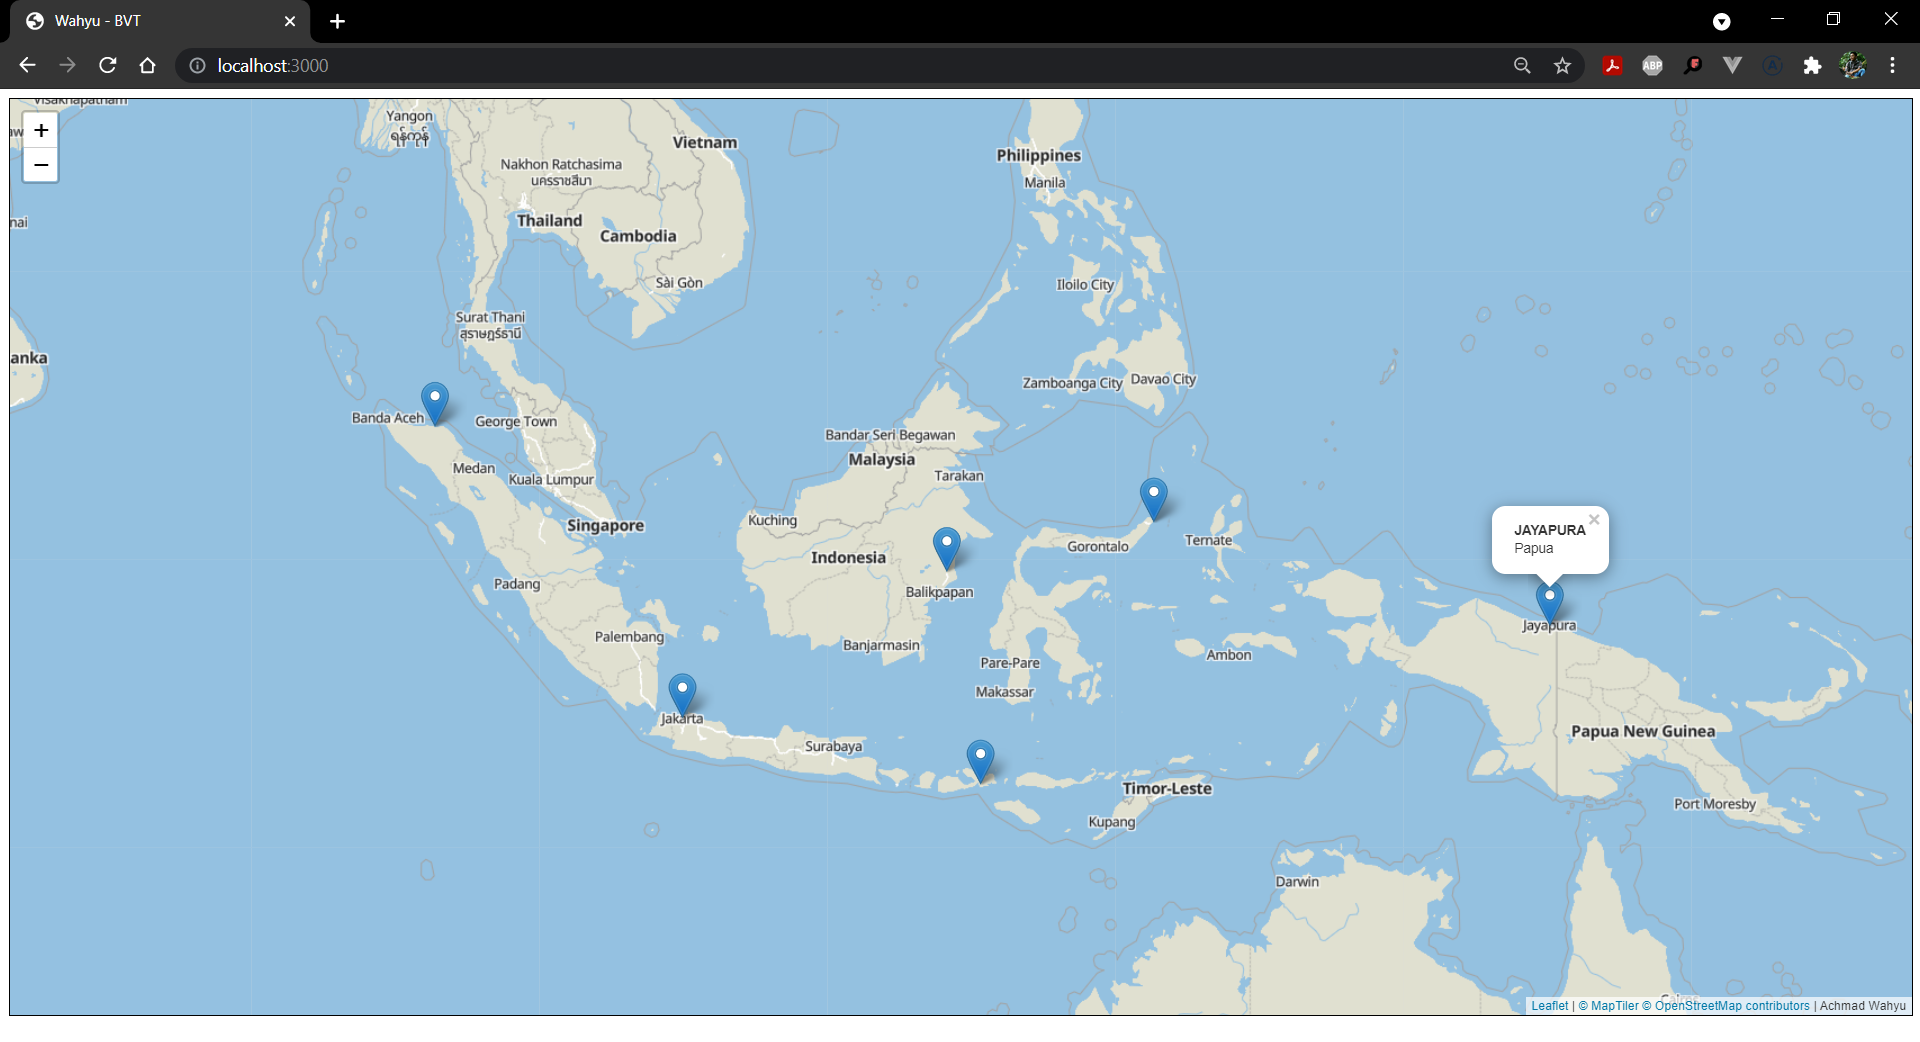 Wahyu - BVT
localhost:3000
ABP
+
−
Yangon
ရန်ကုန်
Vietnam
Nakhon Ratchasima
นครราชสีมา
Thailand
Cambodia
Sài Gòn
Philippines
Manila
Iloilo City
Surat Thani
สุราษฎร์ธานี
anka
nai
Zamboanga City
Davao City
Banda Aceh
George Town
Bandar Seri Begawan
Malaysia
Medan
Kuala Lumpur
Tarakan
Singapore
Kuching
Indonesia
Gorontalo
Ternate
JAYAPURA
×
Papua
Padang
Balikpapan
Jayapura
Palembang
Banjarmasin
Ambon
Pare-Pare
Makassar
Jakarta
Surabaya
Papua New Guinea
Timor-Leste
Port Moresby
Kupang
Darwin
Leaflet | © MapTiler © OpenStreetMap contributors | Achmad Wahyu